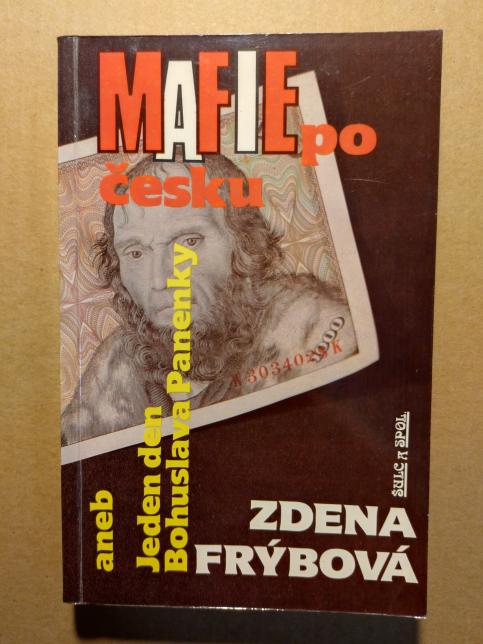 MAFIE po
česku
aneb
Jeden den
Bohuslava Panenky
ŠULC A SPOL.
ZDENA
FRÝBOVÁ